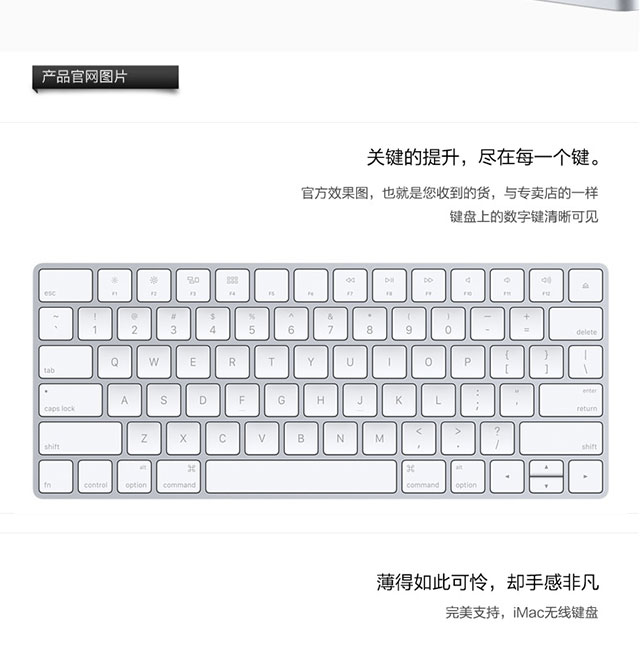 产品官网图片
关键的提升，尽在每一个键。
官方效果图，也就是您收到的货，与专卖店的一样
键盘上的数字键清晰可见
esc F1 F2 F3 F4 F5 F6 F7 F8 F9 F10 F11 F12
~ ! @ # $ % ^ & * ( ) - +
` 1 2 3 4 5 6 7 8 9 0 - = delete
tab Q W E R T Y U I O P { [ } ] | \
caps lock A S D F G H J K L : ; " ' enter return
shift Z X C V B N M < , > . ? / shift
fn control alt option ⌘ command ⌘ command alt option
薄得如此可怜，却手感非凡
完美支持，iMac无线键盘